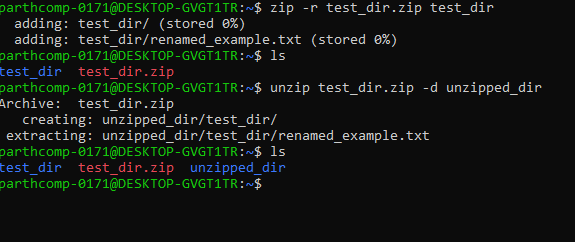 parthcomp-0171@DESKTOP-GVGT1TR:~$ zip -r test_dir.zip test_dir
  adding: test_dir/ (stored 0%)
  adding: test_dir/renamed_example.txt (stored 0%)
parthcomp-0171@DESKTOP-GVGT1TR:~$ ls
test_dir  test_dir.zip
parthcomp-0171@DESKTOP-GVGT1TR:~$ unzip test_dir.zip -d unzipped_dir
Archive:  test_dir.zip
   creating: unzipped_dir/test_dir/
 extracting: unzipped_dir/test_dir/renamed_example.txt
parthcomp-0171@DESKTOP-GVGT1TR:~$ ls
test_dir  test_dir.zip  unzipped_dir
parthcomp-0171@DESKTOP-GVGT1TR:~$